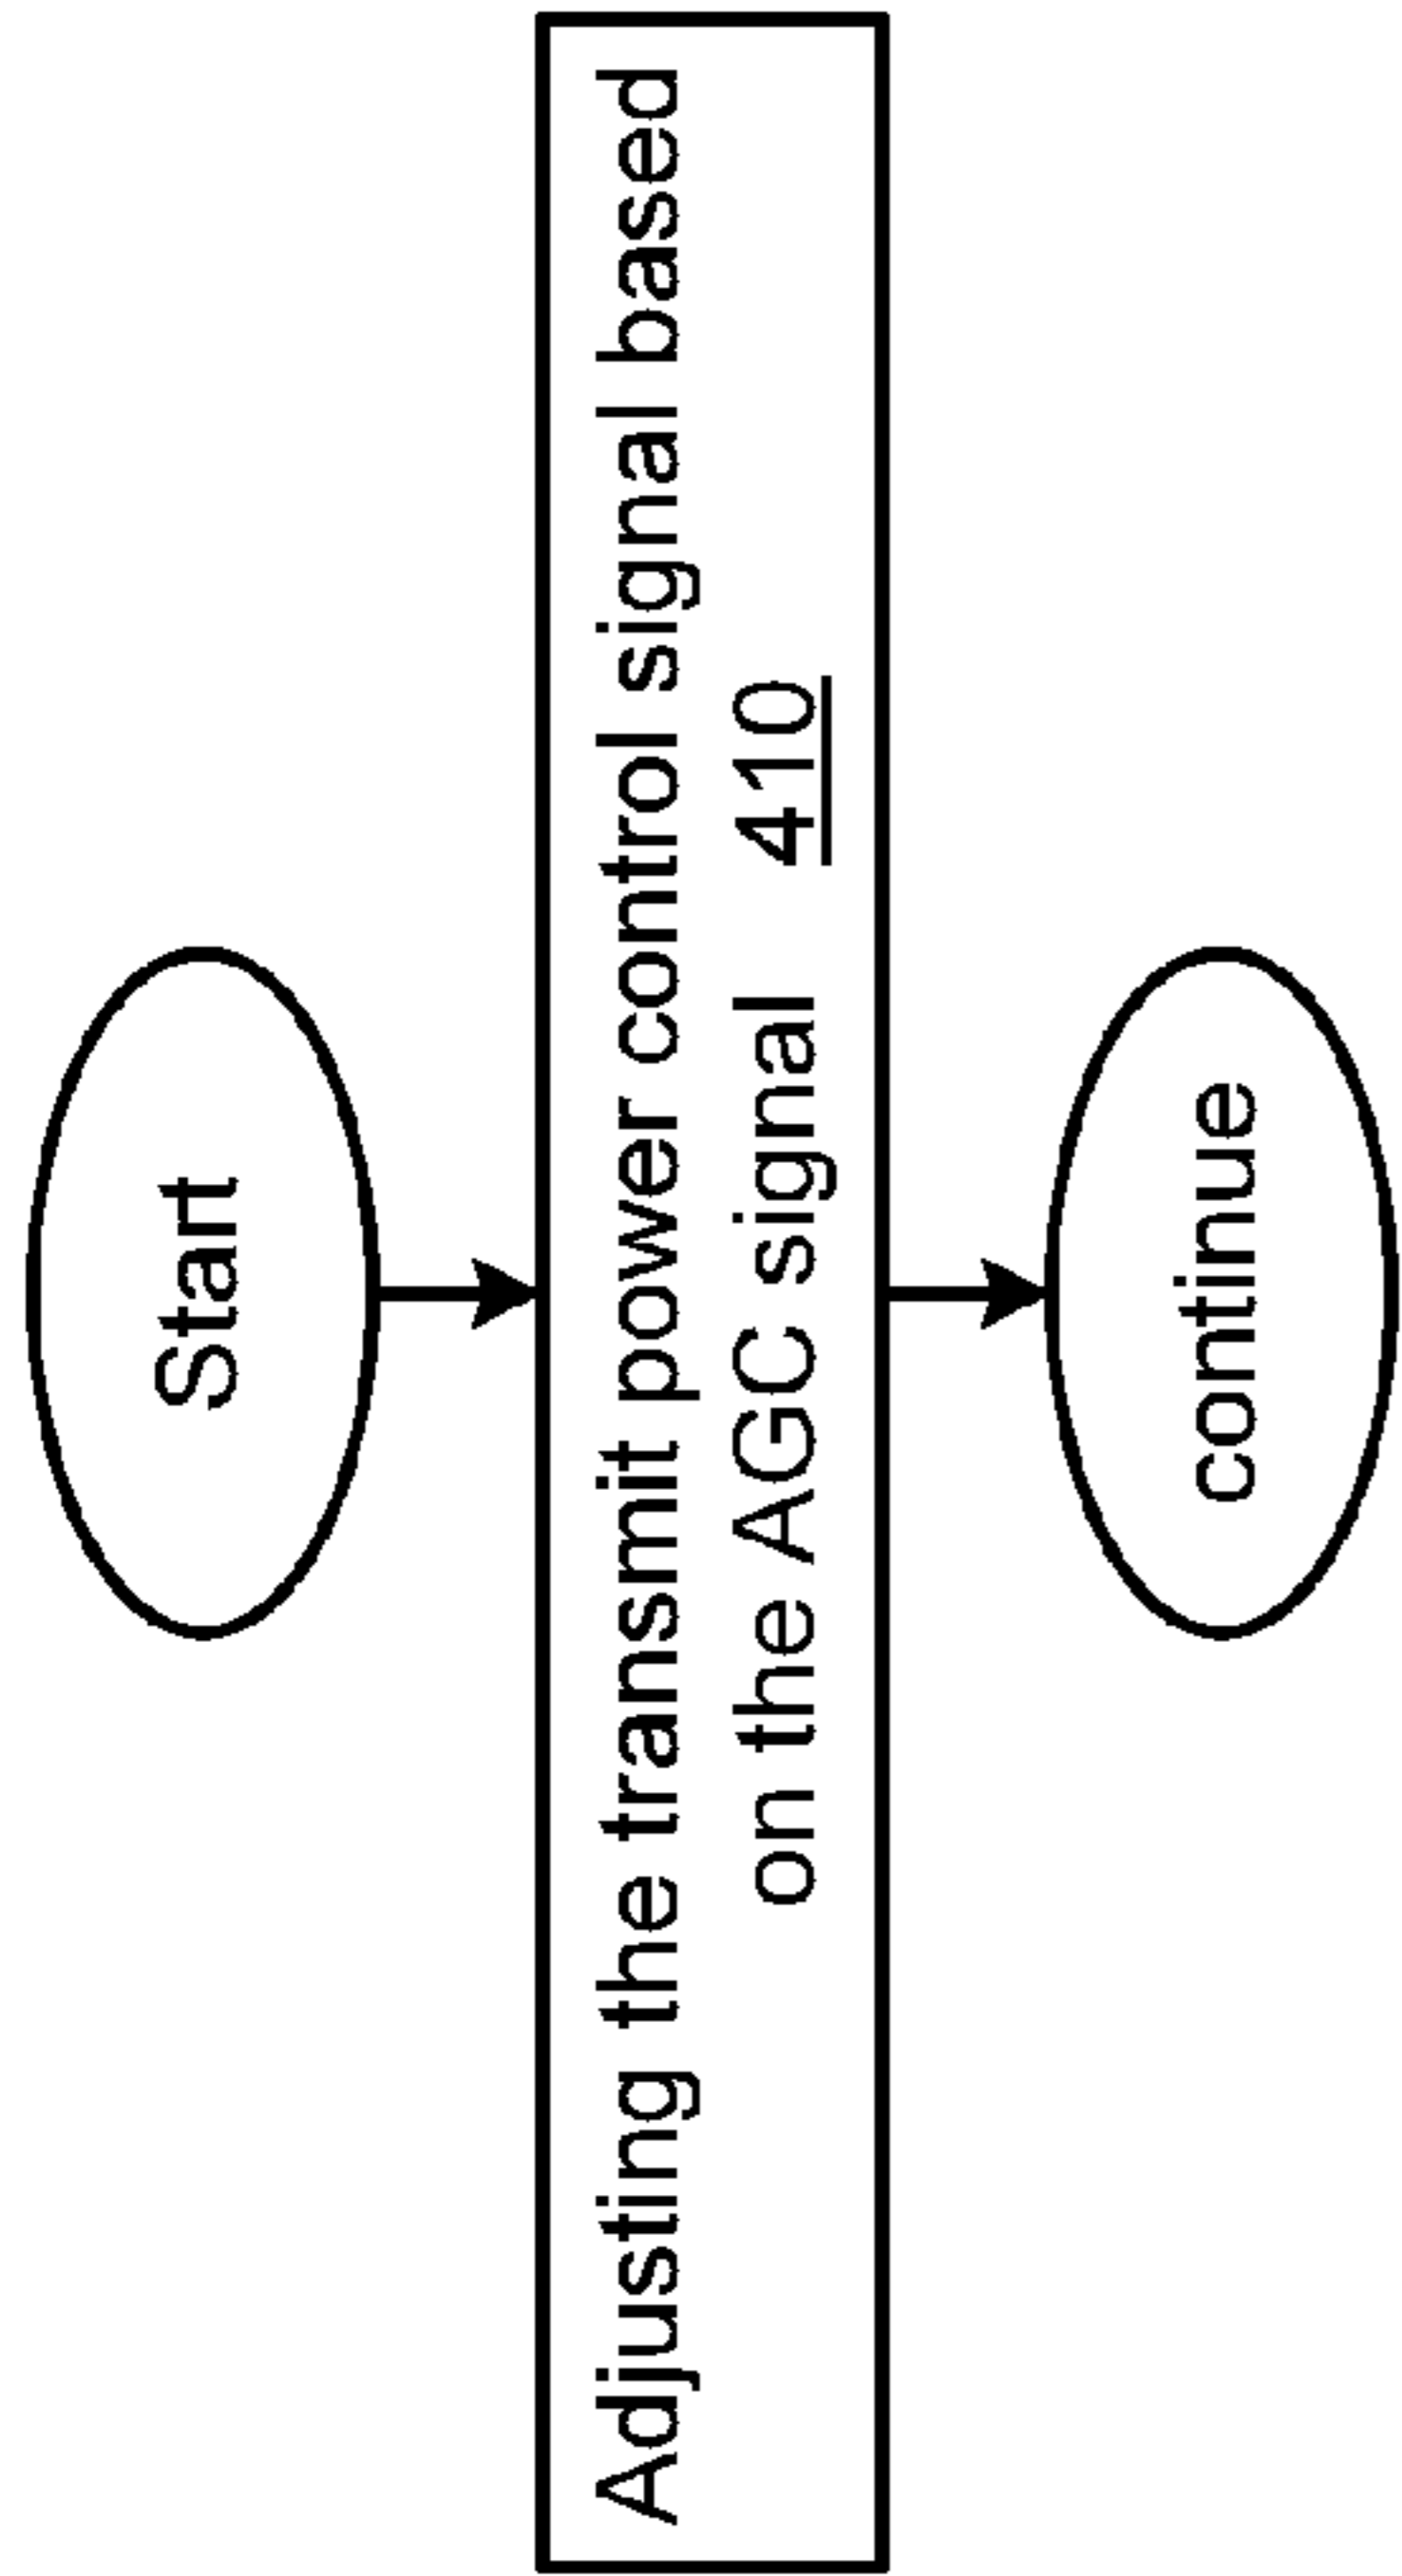 Start
Adjusting the transmit power control signal based
on the AGC signal 410
continue